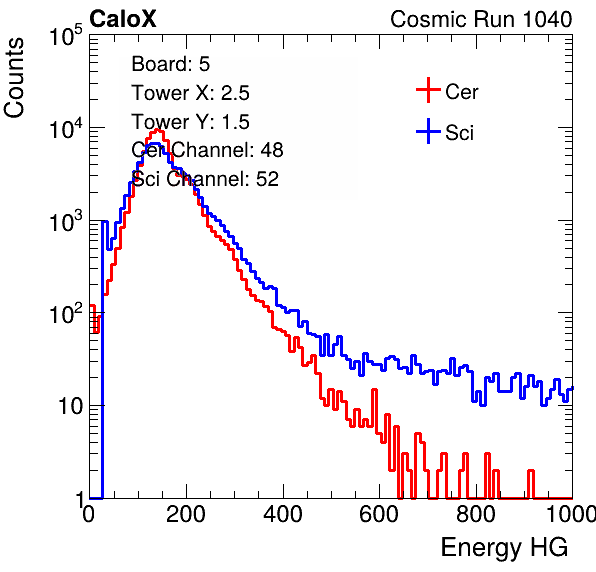 CaloX Cosmic Run 1040
Counts
10^5
10^4
10^3
10^2
10
1
Board: 5
Tower X: 2.5
Tower Y: 1.5
Cer Channel: 48
Sci Channel: 52
Cer
Sci
0 200 400 600 800 1000
Energy HG